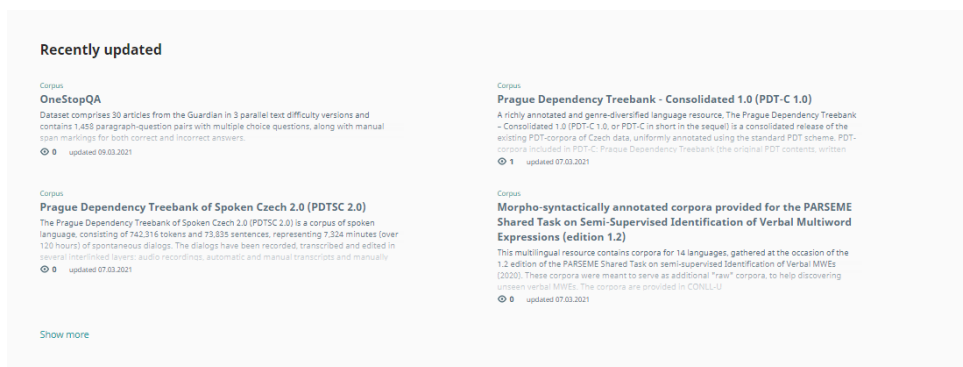 Recently updated
Corpus
OneStopQA
Dataset comprises 30 articles from the Guardian in 3 parallel text difficulty versions and
contains 1,458 paragraph-question pairs with multiple choice questions, along with manual
span markings for both correct and incorrect answers.
0 updated 09.03.2021
Corpus
Prague Dependency Treebank - Consolidated 1.0 (PDT-C 1.0)
A richly annotated and genre-diversified language resource, The Prague Dependency Treebank
– Consolidated 1.0 (PDT-C 1.0, or PDT-C in short in the sequel) is a consolidated release of the
existing PDT-corpora of Czech data, uniformly annotated using the standard PDT scheme. PDT-
corpora included in PDT-C: Prague Dependency Treebank (the original PDT contents, written
1 updated 07.03.2021
Corpus
Prague Dependency Treebank of Spoken Czech 2.0 (PDTSC 2.0)
The Prague Dependency Treebank of Spoken Czech 2.0 (PDTSC 2.0) is a corpus of spoken
language, consisting of 742,316 tokens and 73,835 sentences, representing 7,324 minutes (over
120 hours) of spontaneous dialogs. The dialogs have been recorded, transcribed and edited in
several interlinked layers: audio recordings, automatic and manual transcripts and manually
0 updated 07.03.2021
Corpus
Morpho-syntactically annotated corpora provided for the PARSEME
Shared Task on Semi-Supervised Identification of Verbal Multiword
Expressions (edition 1.2)
This multilingual resource contains corpora for 14 languages, gathered at the occasion of the
1.2 edition of the PARSEME Shared Task on semi-supervised Identification of Verbal MWEs
(2020). These corpora were meant to serve as additional "raw" corpora, to help discovering
unseen verbal MWEs. The corpora are provided in CONLL-U
0 updated 07.03.2021
Show more